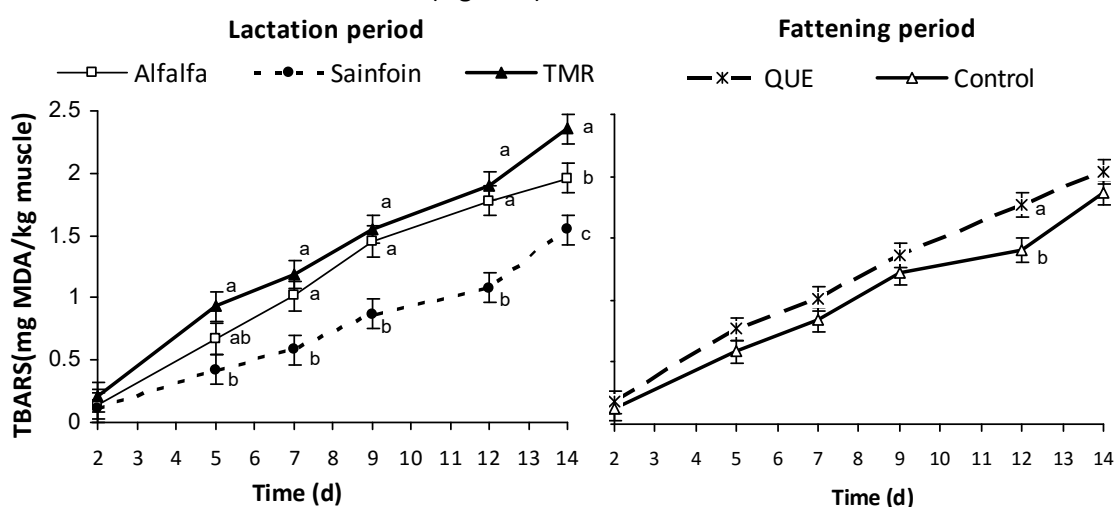 Lactation period
Fattening period
Alfalfa Sainfoin TMR
QUE Control
TBARS(mg MDA/kg muscle)
2.5
2
1.5
1
0.5
0
a
a
a
a
a
b
a
a
a
ab
c
b
b
b
b
a
b
2 3 4 5 6 7 8 9 10 11 12 13 14
2 3 4 5 6 7 8 9 10 11 12 13 14
Time (d)
Time (d)